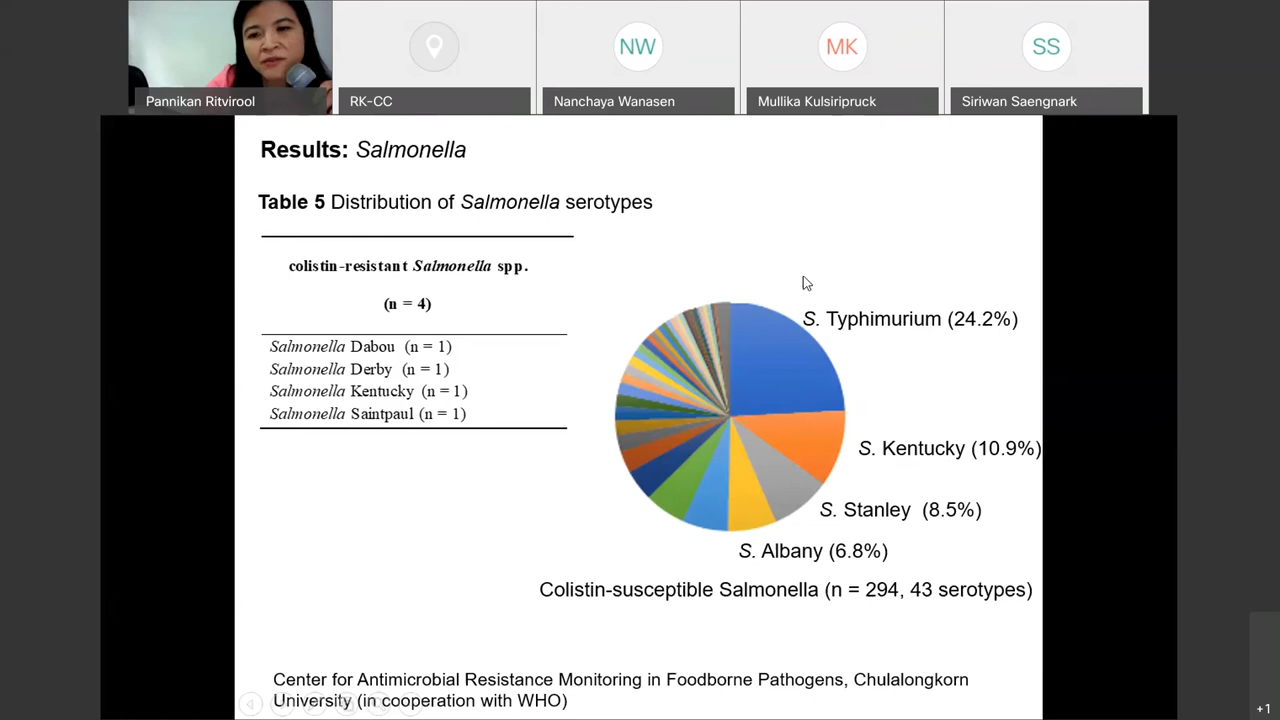 NW
MK
SS
Pannikan Ritvirool
RK-CC
Nanchaya Wanasen
Mullika Kulsiripruck
Siriwan Saengnark
Results: Salmonella
Table 5 Distribution of Salmonella serotypes
colistin-resistant Salmonella spp.
(n = 4)
Salmonella Dabou (n = 1)
Salmonella Derby (n = 1)
Salmonella Kentucky (n = 1)
Salmonella Saintpaul (n = 1)
S. Typhimurium (24.2%)
S. Kentucky (10.9%)
S. Stanley (8.5%)
S. Albany (6.8%)
Colistin-susceptible Salmonella (n = 294, 43 serotypes)
Center for Antimicrobial Resistance Monitoring in Foodborne Pathogens, Chulalongkorn
University (in cooperation with WHO)
+1